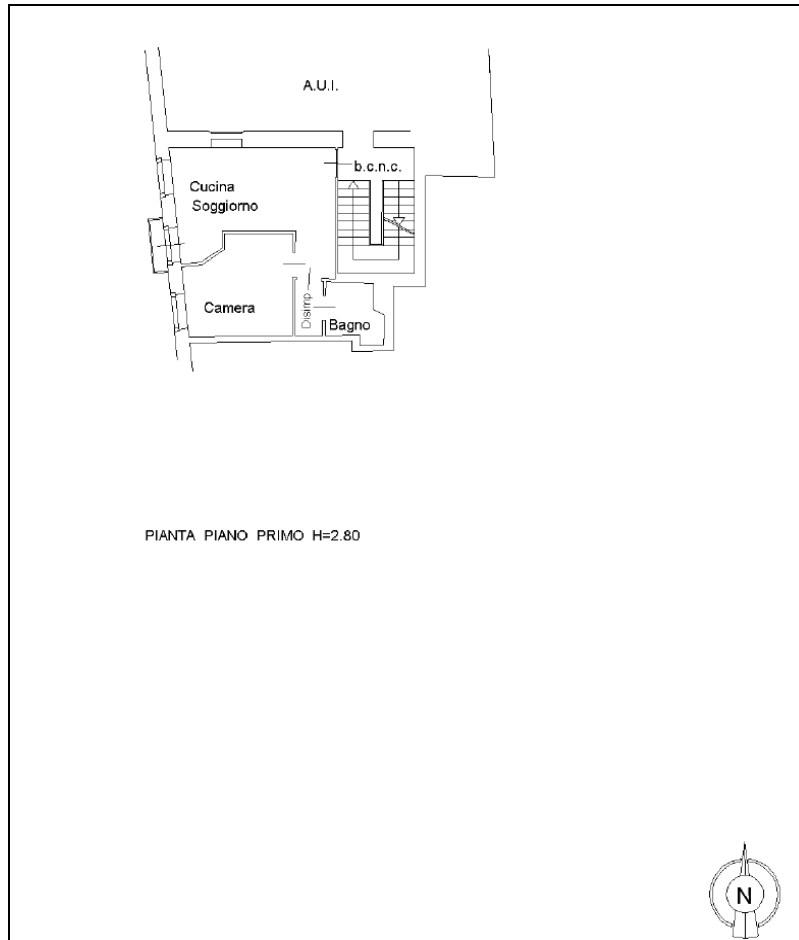 A.U.I.
b.c.n.c.
Cucina
Soggiorno
Camera
Disimp
Bagno
PIANTA PIANO PRIMO H=2.80
N